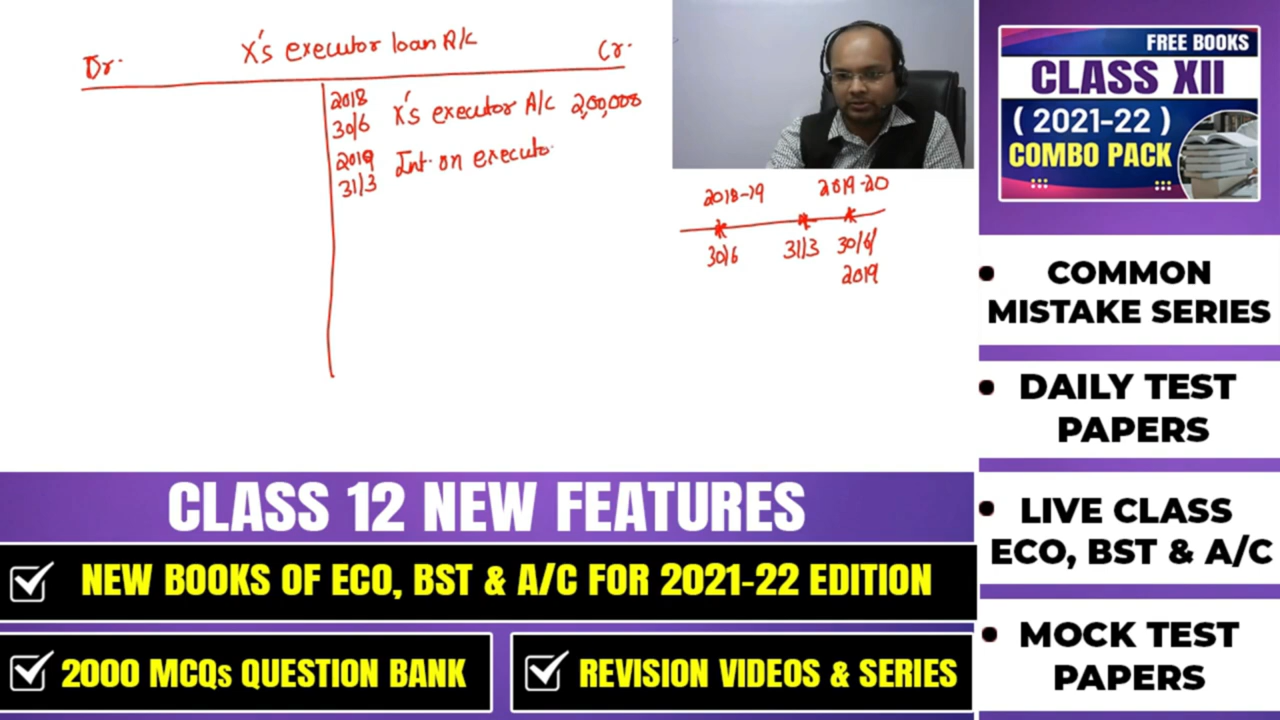 Dr.
X's executor loan A/c
Cr.
2018
30/6
X's executor A/c 2,00,000
2019
31/3
Int. on executo
2018-19
2019-20
30/6
31/3
30/6/
2019
FREE BOOKS
CLASS XII
( 2021-22 )
COMBO PACK
• COMMON
MISTAKE SERIES
• DAILY TEST
PAPERS
• LIVE CLASS
ECO, BST & A/C
• MOCK TEST
PAPERS
CLASS 12 NEW FEATURES
NEW BOOKS OF ECO, BST & A/C FOR 2021-22 EDITION
2000 MCQs QUESTION BANK
REVISION VIDEOS & SERIES